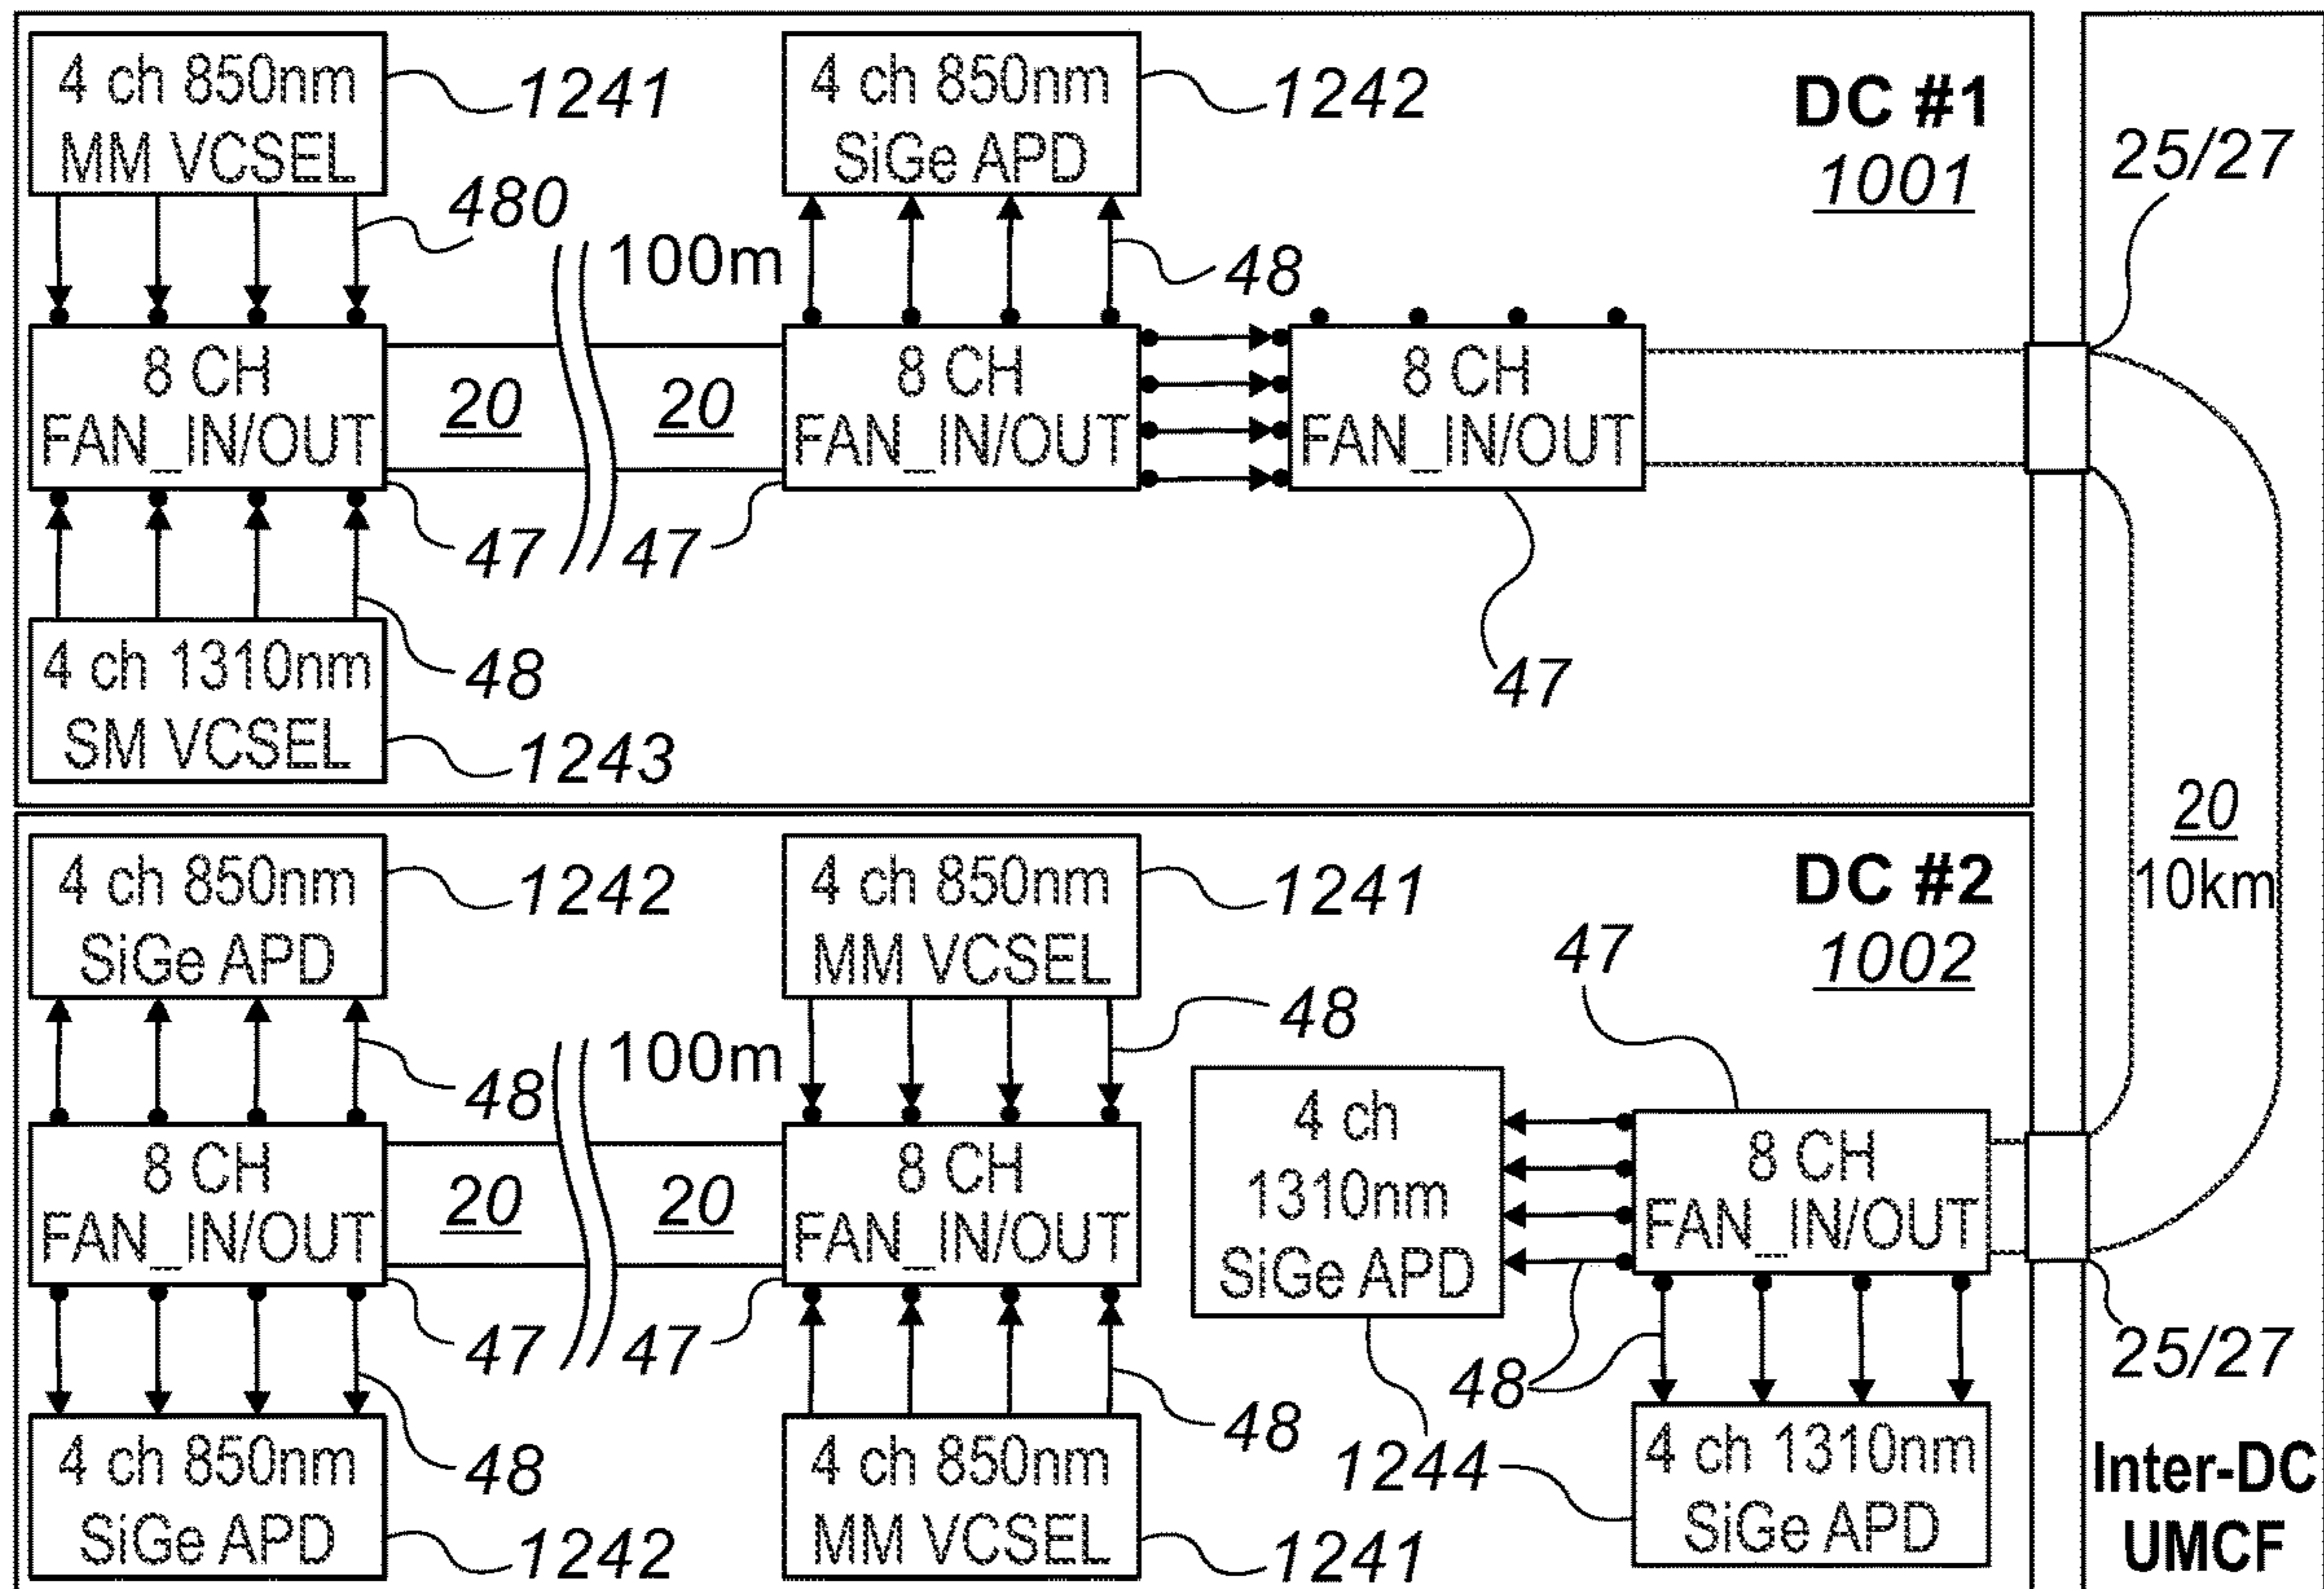 4 ch 850nm
MM VCSEL
1241
480
4 ch 850nm
SiGe APD
1242
DC #1
1001
25/27
100m
48
8 CH
FAN_IN/OUT
20
20
8 CH
FAN_IN/OUT
8 CH
FAN_IN/OUT
47
47
47
48
4 ch 1310nm
SM VCSEL
1243
20
10km
4 ch 850nm
SiGe APD
1242
4 ch 850nm
MM VCSEL
1241
DC #2
1002
47
48
48
100m
8 CH
FAN_IN/OUT
20
20
8 CH
FAN_IN/OUT
4 ch
1310nm
SiGe APD
8 CH
FAN_IN/OUT
47
47
48
25/27
48
48
4 ch 850nm
SiGe APD
1242
4 ch 850nm
MM VCSEL
1241
1244
4 ch 1310nm
SiGe APD
Inter-DC
UMCF